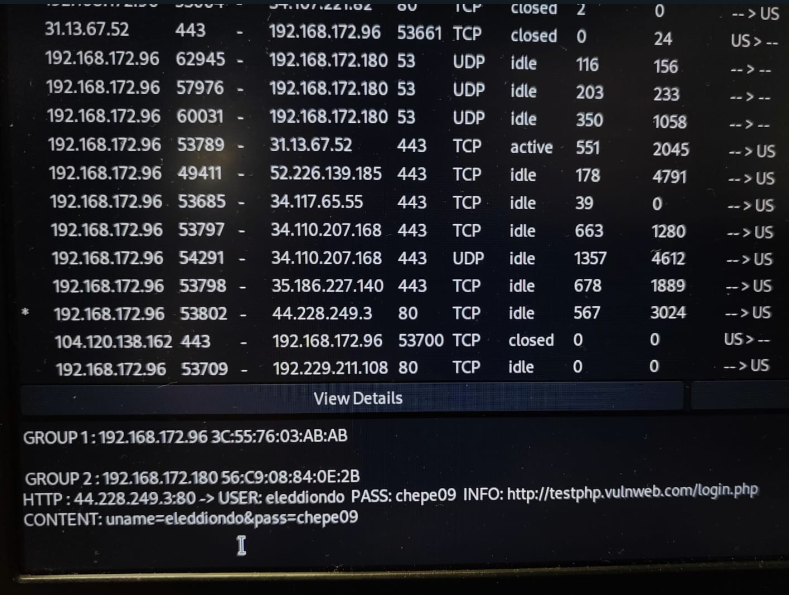 80 TCP closed 2 0 --> US
31.13.67.52 443 - 192.168.172.96 53661 TCP closed 0 24 US > --
192.168.172.96 62945 - 192.168.172.180 53 UDP idle 116 156 --> --
192.168.172.96 57976 - 192.168.172.180 53 UDP idle 203 233 --> --
192.168.172.96 60031 - 192.168.172.180 53 UDP idle 350 1058 --> --
192.168.172.96 53789 - 31.13.67.52 443 TCP active 551 2045 --> US
192.168.172.96 49411 - 52.226.139.185 443 TCP idle 178 4791 --> US
192.168.172.96 53685 - 34.117.65.55 443 TCP idle 39 0 --> US
192.168.172.96 53797 - 34.110.207.168 443 TCP idle 663 1280 --> US
192.168.172.96 54291 - 34.110.207.168 443 UDP idle 1357 4612 --> US
192.168.172.96 53798 - 35.186.227.140 443 TCP idle 678 1889 --> US
* 192.168.172.96 53802 - 44.228.249.3 80 TCP idle 567 3024 --> US
104.120.138.162 443 - 192.168.172.96 53700 TCP closed 0 0 US > --
192.168.172.96 53709 - 192.229.211.108 80 TCP idle 0 0 --> US
View Details
GROUP 1 : 192.168.172.96 3C:55:76:03:AB:AB
GROUP 2 : 192.168.172.180 56:C9:08:84:0E:2B
HTTP : 44.228.249.3:80 -> USER: eleddiondo PASS: chepe09 INFO: http://testphp.vulnweb.com/login.php
CONTENT: uname=eleddiondo&pass=chepe09